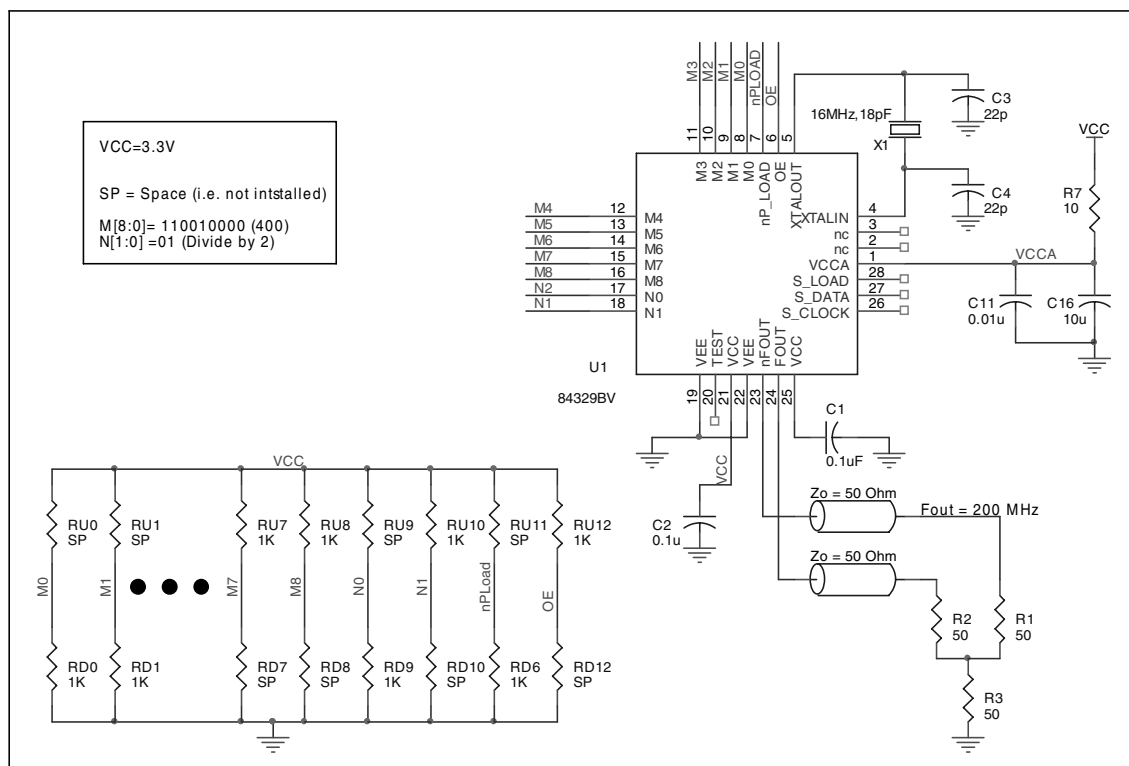 VCC=3.3V
SP = Space (i.e. not intstalled)
M[8:0]= 110010000 (400)
N[1:0] =01 (Divide by 2)
M3
M2
M1
M0
nPLOAD
OE
11
10
9
8
7
6
5
M3
M2
M1
M0
nP_LOAD
OE
XTALOUT
16MHz,18pF
X1
C3
22p
C4
22p
VCC
R7
10
VCCA
C11
0.01u
C16
10u
M4
M5
M6
M7
M8
N2
N1
12
13
14
15
16
17
18
M4
M5
M6
M7
M8
N0
N1
XTALIN
nc
nc
VCCA
S_LOAD
S_DATA
S_CLOCK
4
3
2
1
28
27
26
VEE
TEST
VCC
VEE
nFOUT
FOUT
VCC
19
20
21
22
23
24
25
U1
84329BV
C1
0.1uF
VCC
C2
0.1u
Zo = 50 Ohm
Fout = 200 MHz
Zo = 50 Ohm
R2
50
R1
50
R3
50
VCC
RU0
SP
RU1
SP
RU7
1K
RU8
1K
RU9
SP
RU10
1K
RU11
SP
RU12
1K
M0
M1
M7
M8
N0
N1
nPLoad
OE
RD0
1K
RD1
1K
RD7
SP
RD8
SP
RD9
1K
RD10
SP
RD6
1K
RD12
SP